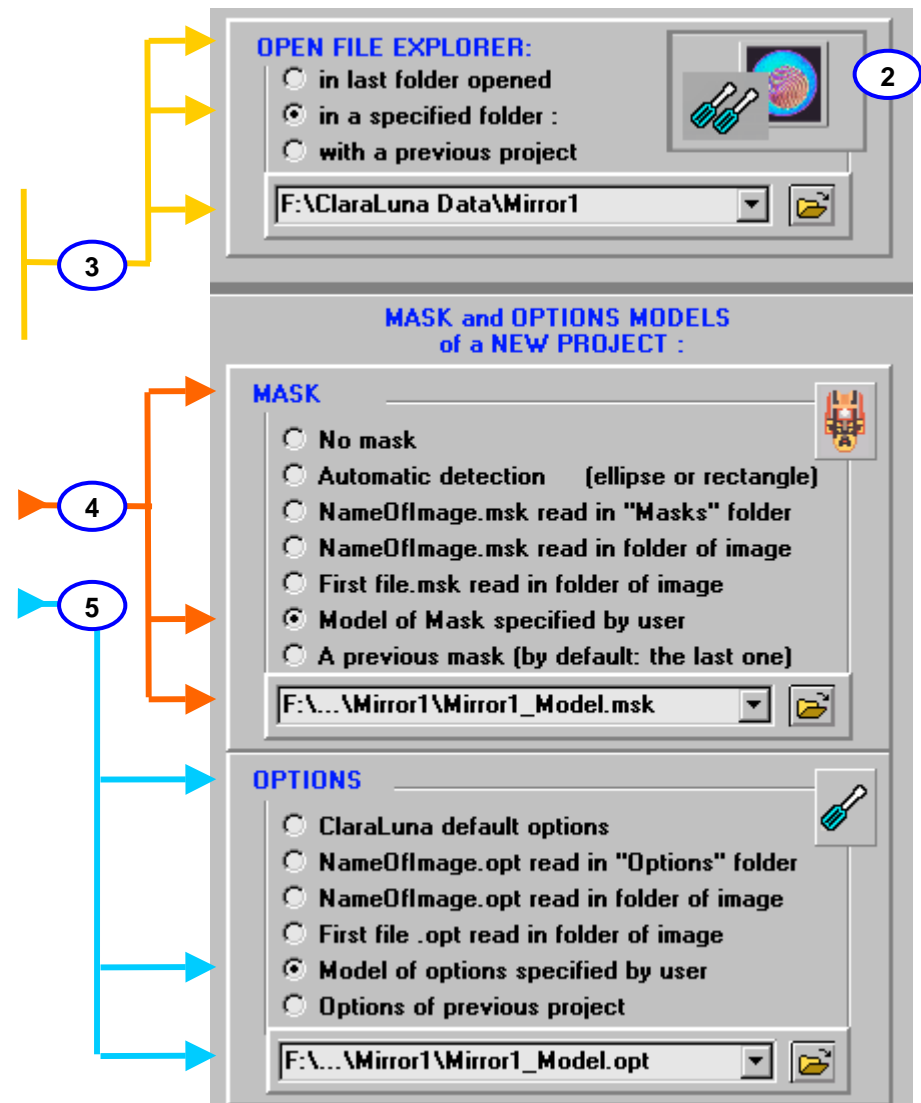 OPEN FILE EXPLORER:
2
in last folder opened
in a specified folder :
with a previous project
F:\ClaraLuna Data\Mirror1
3
MASK and OPTIONS MODELS
of a NEW PROJECT :
MASK
No mask
Automatic detection (ellipse or rectangle)
4
NameOfImage.msk read in "Masks" folder
NameOfImage.msk read in folder of image
First file.msk read in folder of image
5
Model of Mask specified by user
A previous mask (by default: the last one)
F:\...\Mirror1\Mirror1_Model.msk
OPTIONS
ClaraLuna default options
NameOfImage.opt read in "Options" folder
NameOfImage.opt read in folder of image
First file .opt read in folder of image
Model of options specified by user
Options of previous project
F:\...\Mirror1\Mirror1_Model.opt